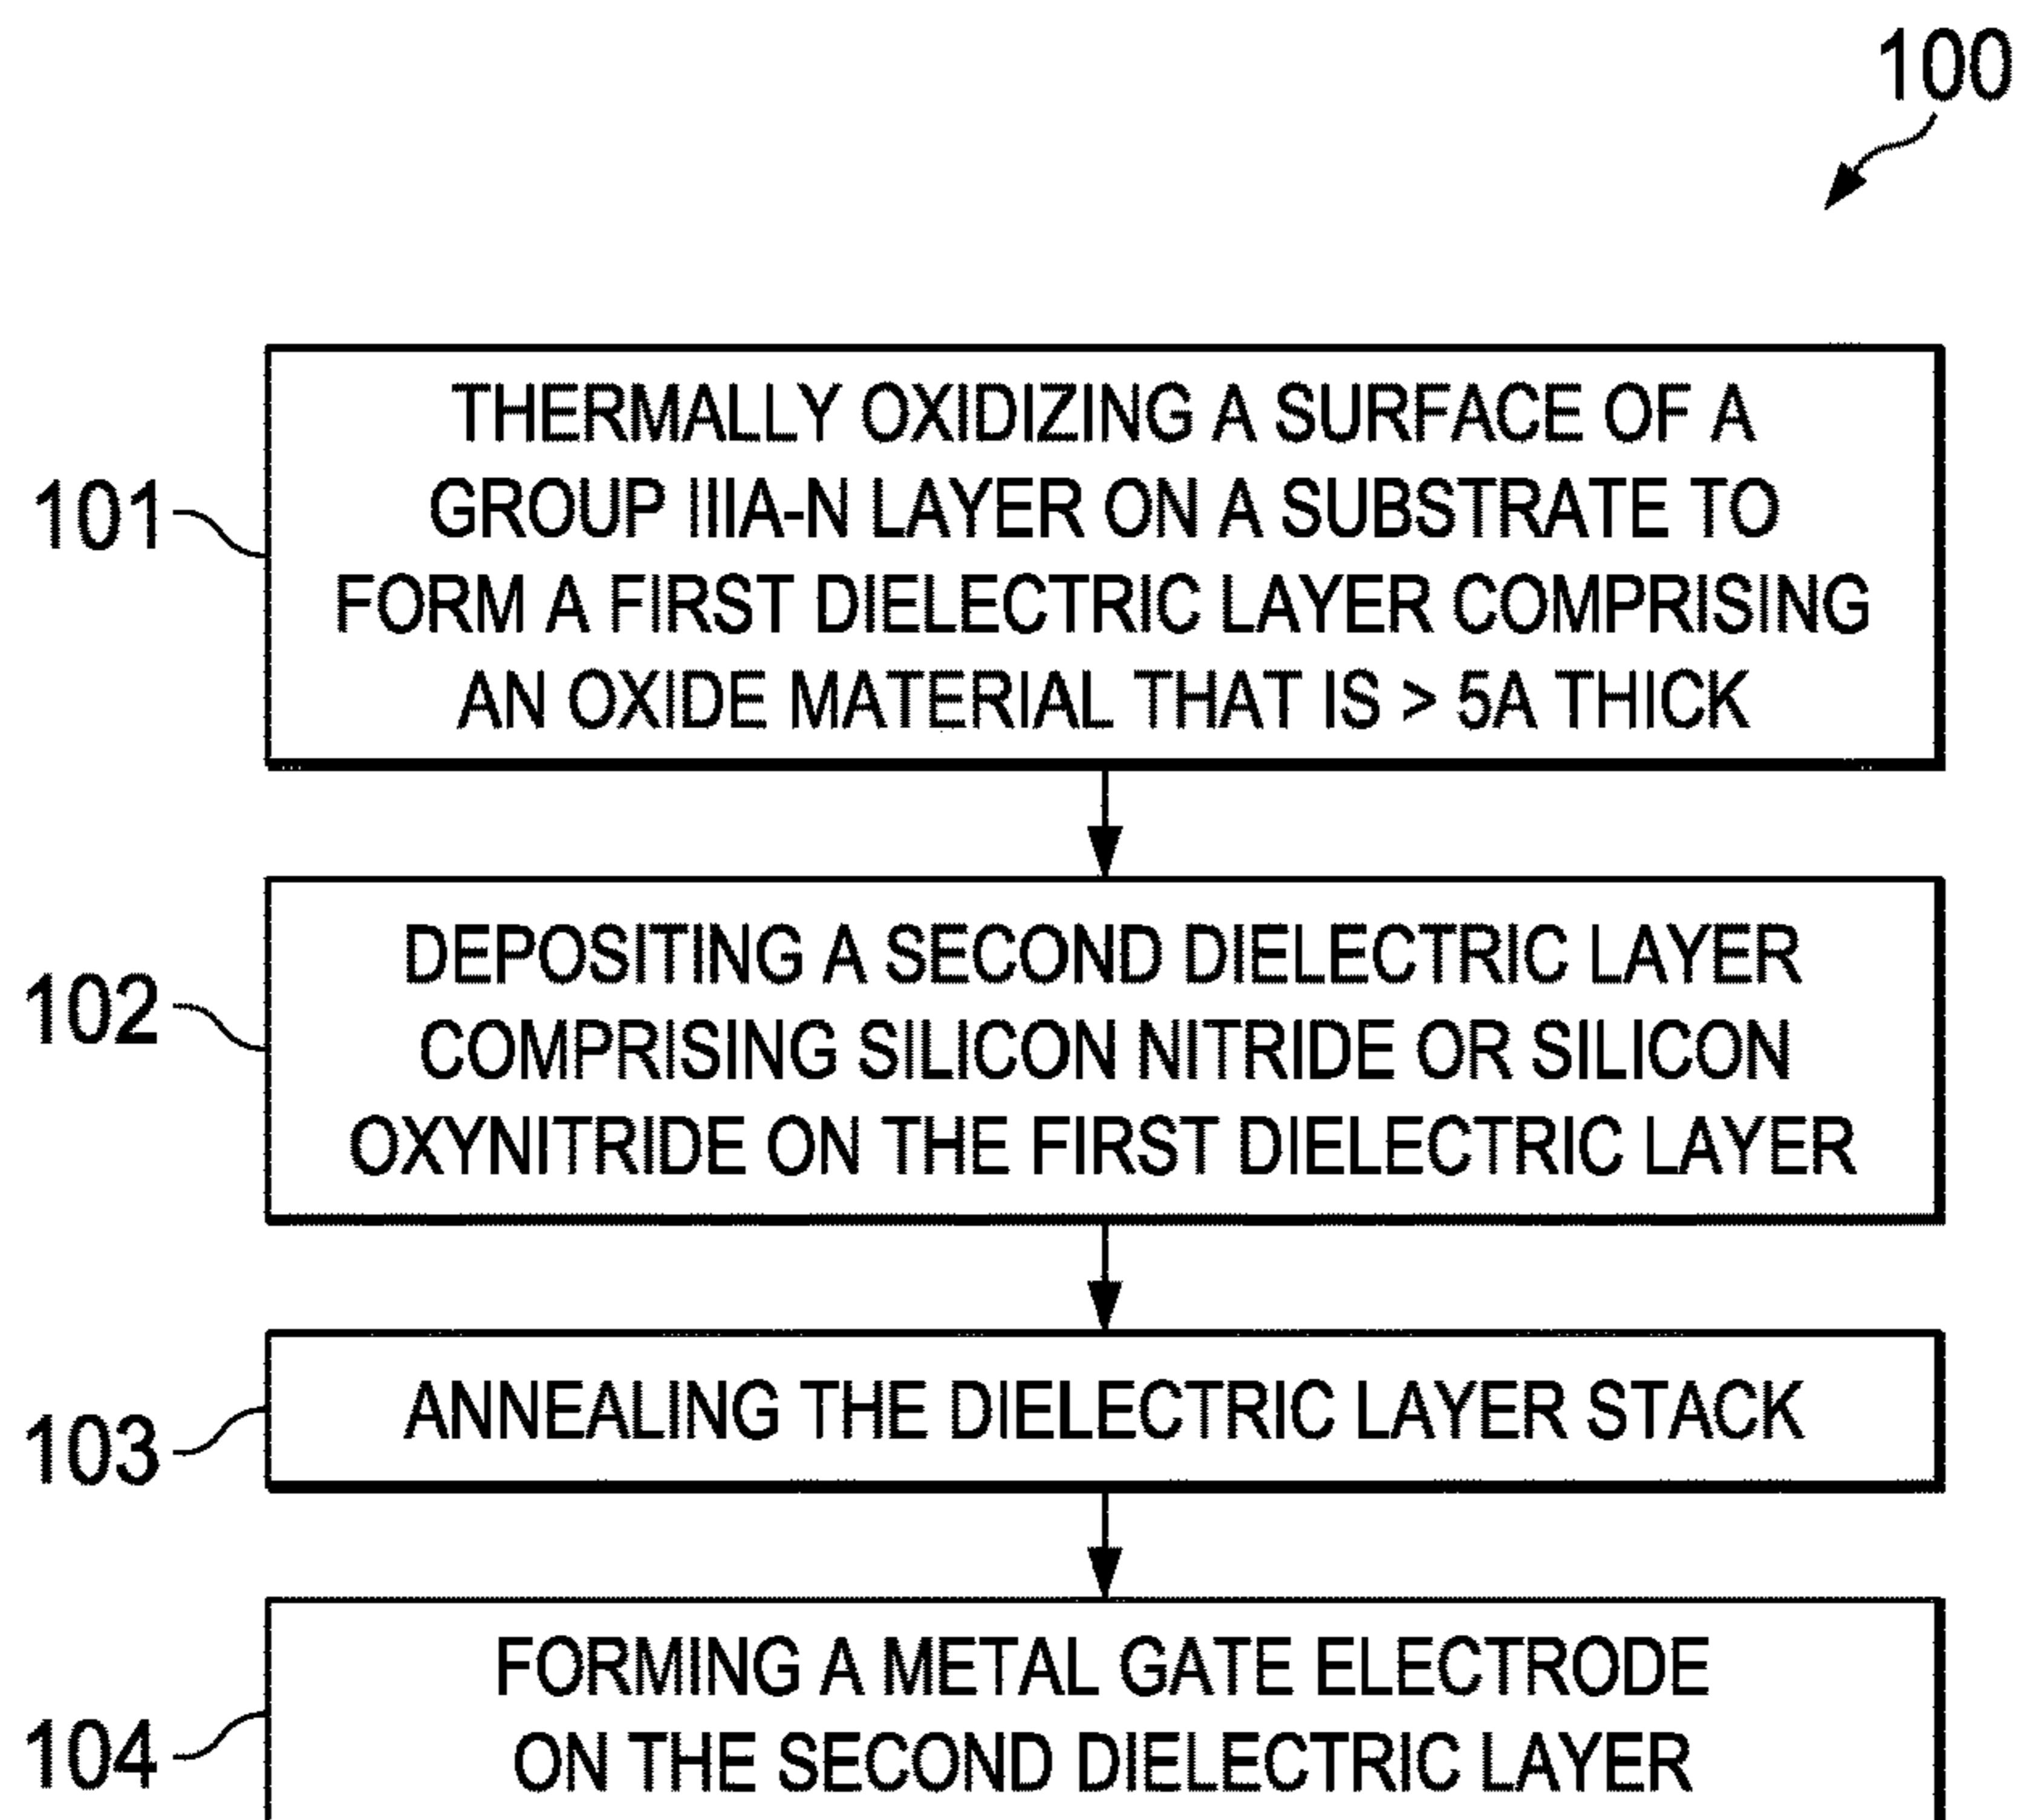 100
101
THERMALLY OXIDIZING A SURFACE OF A
GROUP IIIA-N LAYER ON A SUBSTRATE TO
FORM A FIRST DIELECTRIC LAYER COMPRISING
AN OXIDE MATERIAL THAT IS > 5A THICK
102
DEPOSITING A SECOND DIELECTRIC LAYER
COMPRISING SILICON NITRIDE OR SILICON
OXYNITRIDE ON THE FIRST DIELECTRIC LAYER
103
ANNEALING THE DIELECTRIC LAYER STACK
104
FORMING A METAL GATE ELECTRODE
ON THE SECOND DIELECTRIC LAYER